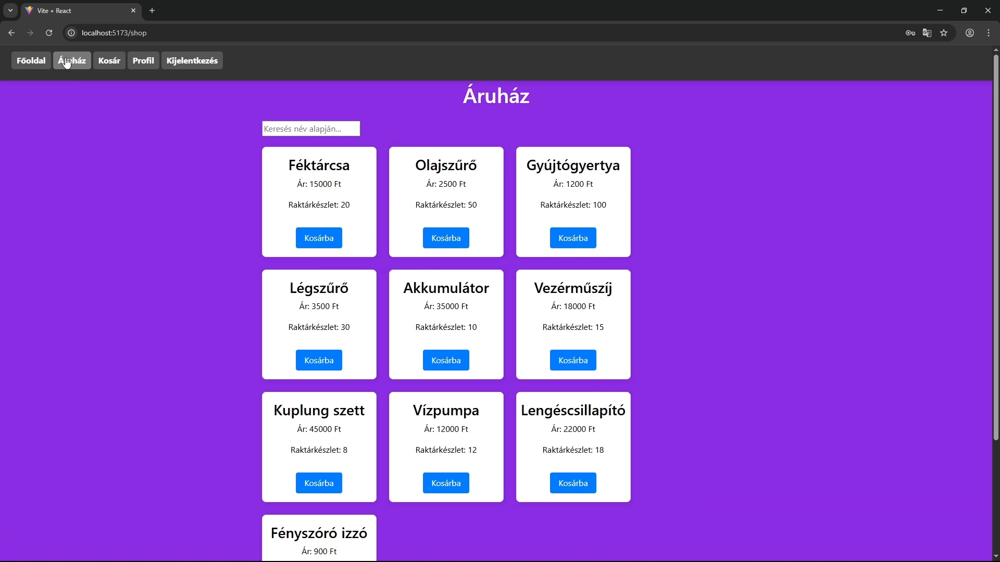 Vite + React
localhost:5173/shop
Főoldal Áruház Kosár Profil Kijelentkezés
Áruház
Keresés név alapján...
Féktárcsa
Ár: 15000 Ft
Raktárkészlet: 20
Kosárba
Olajszűrő
Ár: 2500 Ft
Raktárkészlet: 50
Kosárba
Gyújtógyertya
Ár: 1200 Ft
Raktárkészlet: 100
Kosárba
Légszűrő
Ár: 3500 Ft
Raktárkészlet: 30
Kosárba
Akkumulátor
Ár: 35000 Ft
Raktárkészlet: 10
Kosárba
Vezérműszíj
Ár: 18000 Ft
Raktárkészlet: 15
Kosárba
Kuplung szett
Ár: 45000 Ft
Raktárkészlet: 8
Kosárba
Vízpumpa
Ár: 12000 Ft
Raktárkészlet: 12
Kosárba
Lengéscsillapító
Ár: 22000 Ft
Raktárkészlet: 18
Kosárba
Fényszóró izzó
Ár: 900 Ft